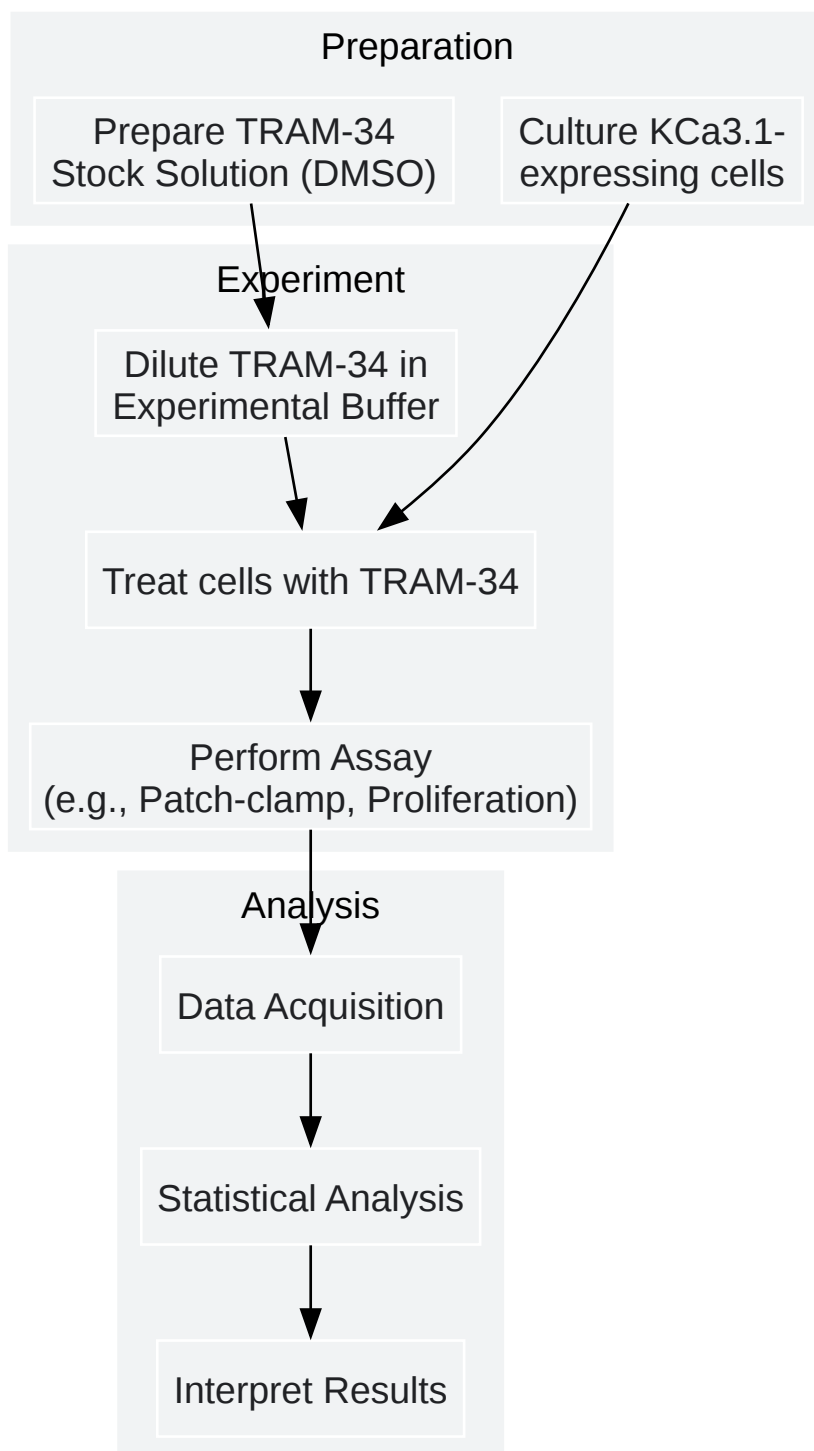 Preparation
Prepare TRAM-34
Stock Solution (DMSO)
Culture KCa3.1-
expressing cells
Experiment
Dilute TRAM-34 in
Experimental Buffer
Treat cells with TRAM-34
Perform Assay
(e.g., Patch-clamp, Proliferation)
Analysis
Data Acquisition
Statistical Analysis
Interpret Results